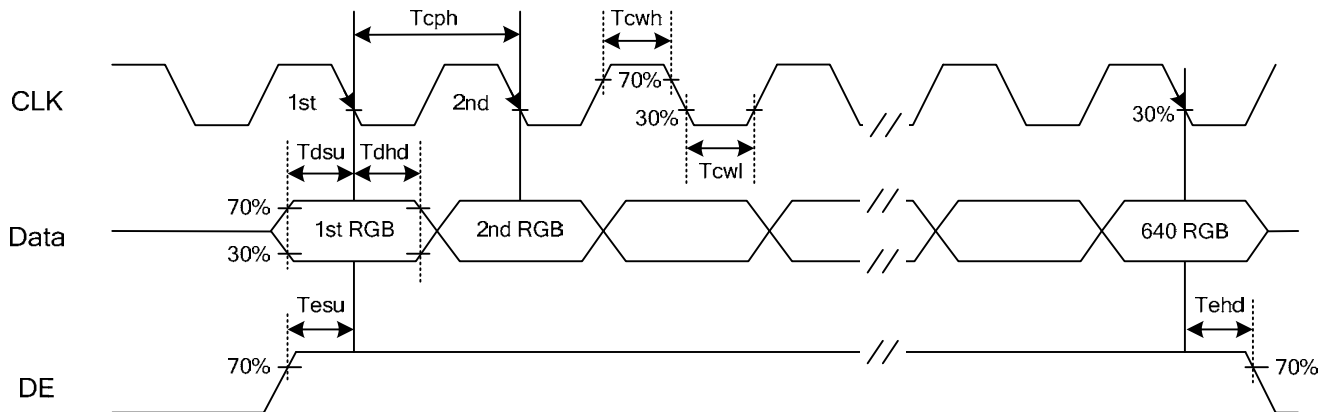 Tcph
Tcwh
CLK
1st
2nd
70%
30%
30%
Tdsu
Tdhd
Tcwl
70%
Data
1st RGB
2nd RGB
640 RGB
30%
Tesu
Tehd
70%
70%
DE